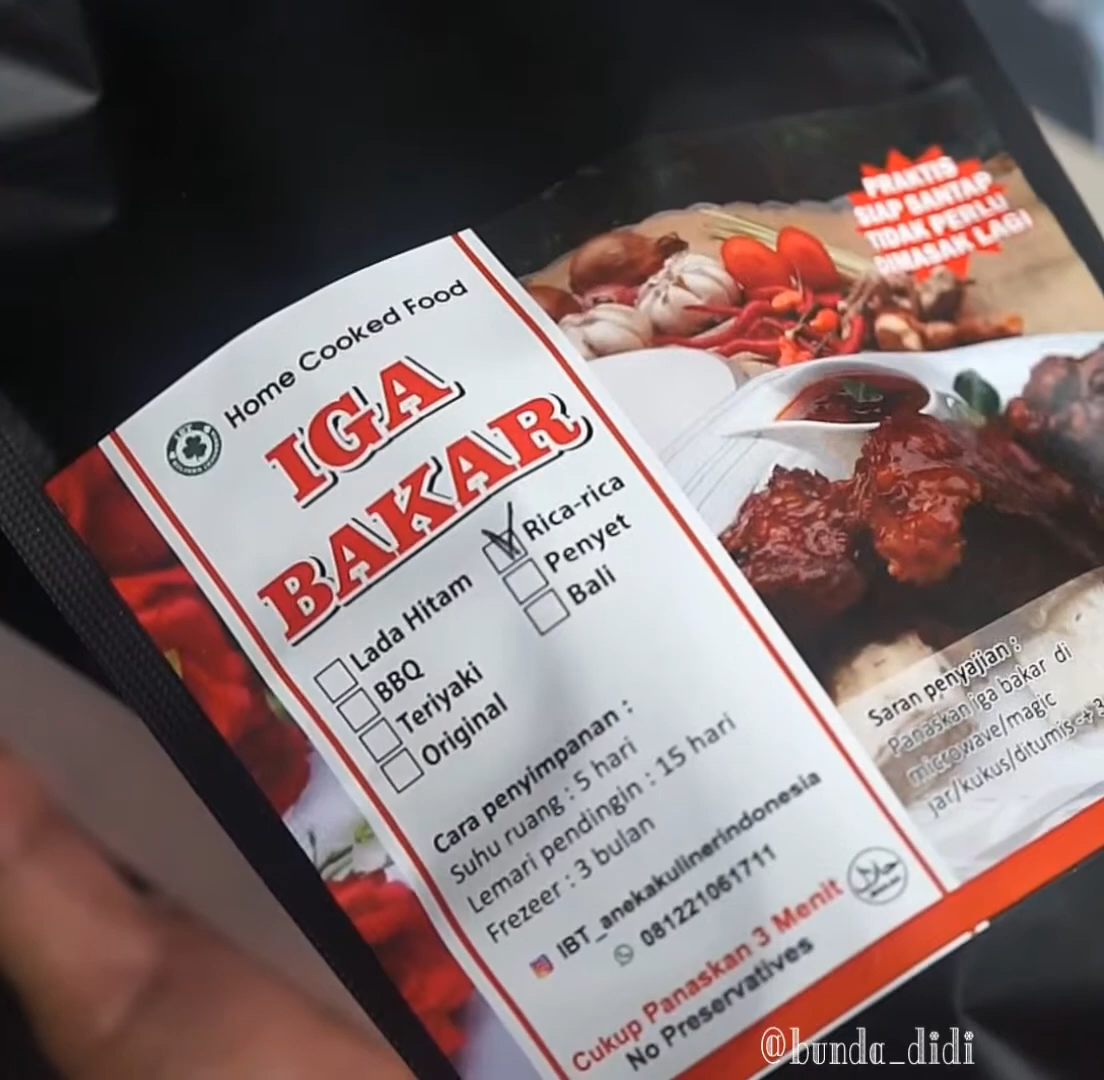 PRAKTIS
SIAP SANTAP
TIDAK PERLU
DIMASAK LAGI
Home Cooked Food
IGA
BAKAR
Lada Hitam
BBQ
Teriyaki
Original
Rica-rica
Penyet
Bali
Cara penyimpanan :
Suhu ruang : 5 hari
Lemari pendingin : 15 hari
Frezeer : 3 bulan
IBT_anekakulinerindonesia
081221061711
Cukup Panaskan 3 Menit
No Preservatives
Saran penyajian :
Panaskan iga bakar di
microwave/magic
jar/kukus/ditumis
@bunda_didi